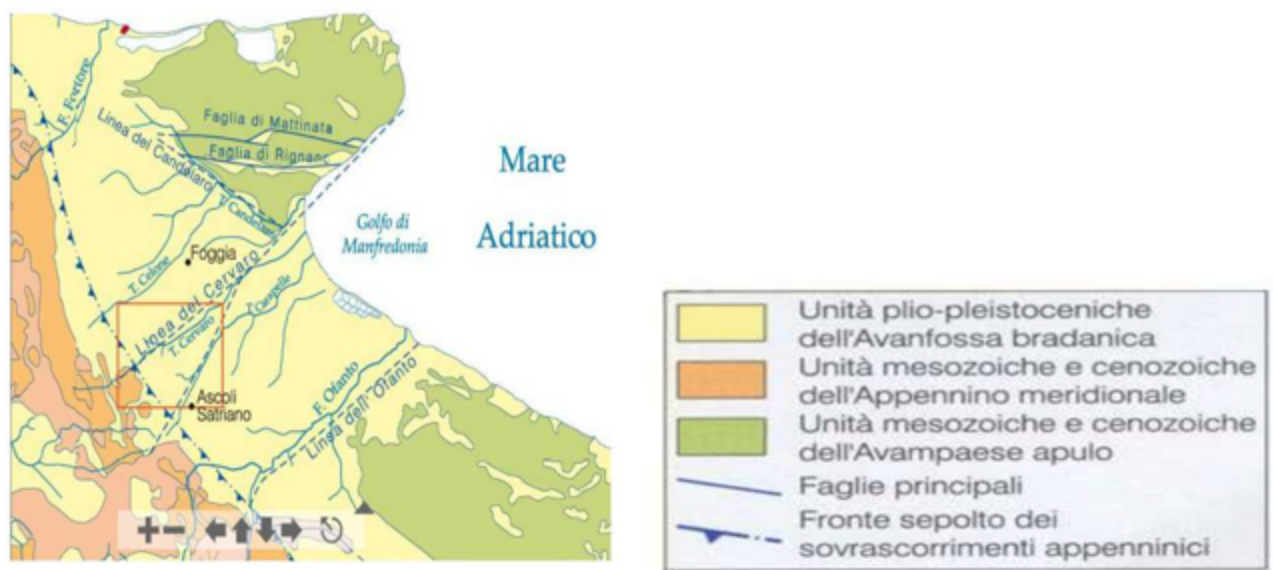 F. Fortore
Linea del Candelaro
Faglia di Mattinata
Faglia di Rignano
T. Candelaro
Mare
Adriatico
Golfo di
Manfredonia
Foggia
T. Celone
Linea del Cervaro
T. Cervaro
T. Carapelle
Ascoli
Satriano
F. Ofanto
Linea dell'Ofanto
Unità plio-pleistoceniche
dell'Avanfossa bradanica
Unità mesozoiche e cenozoiche
dell'Appennino meridionale
Unità mesozoiche e cenozoiche
dell'Avampaese apulo
Faglie principali
Fronte sepolto dei
sovrascorrimenti appenninici